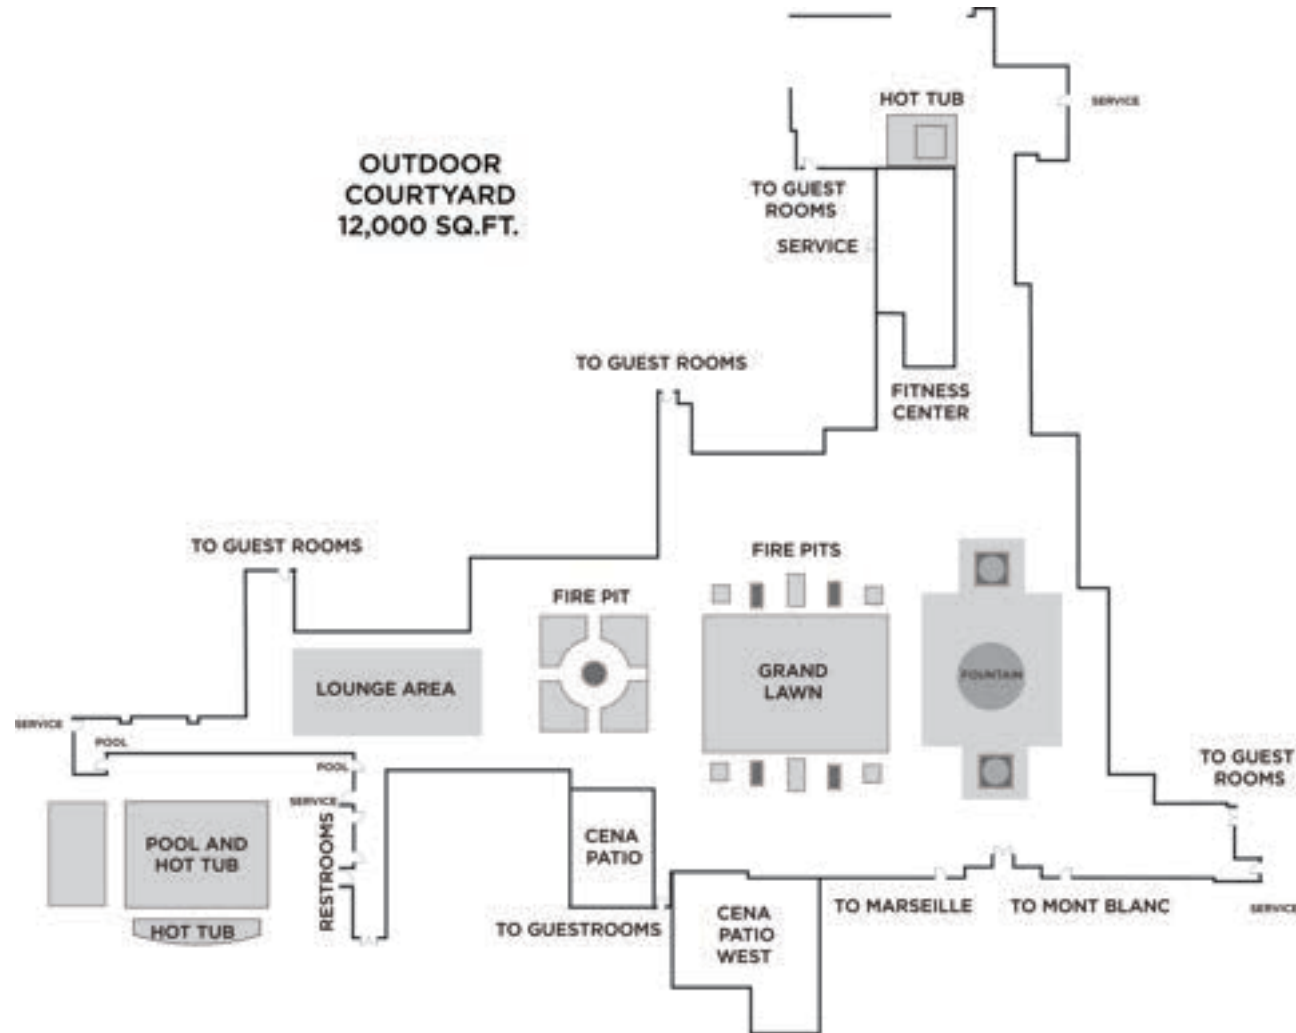 HOT TUB
SERVICE
OUTDOOR
COURTYARD
12,000 SQ.FT.
TO GUEST
ROOMS
SERVICE
TO GUEST ROOMS
FITNESS
CENTER
TO GUEST ROOMS
FIRE PITS
FIRE PIT
GRAND
LAWN
FOUNTAIN
LOUNGE AREA
SERVICE
POOL
POOL
TO GUEST
ROOMS
SERVICE
POOL AND
HOT TUB
RESTROOMS
CENA
PATIO
HOT TUB
TO GUESTROOMS
CENA
PATIO
WEST
TO MARSEILLE
TO MONT BLANC
SERVICE